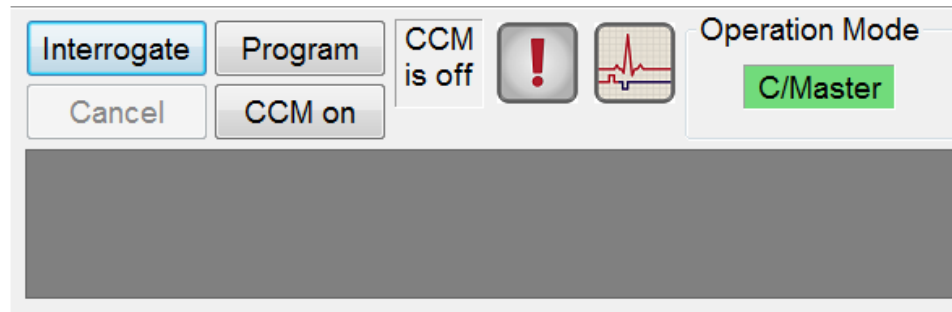 Interrogate
Program
CCM
is off
!
Operation Mode
C/Master
Cancel
CCM on